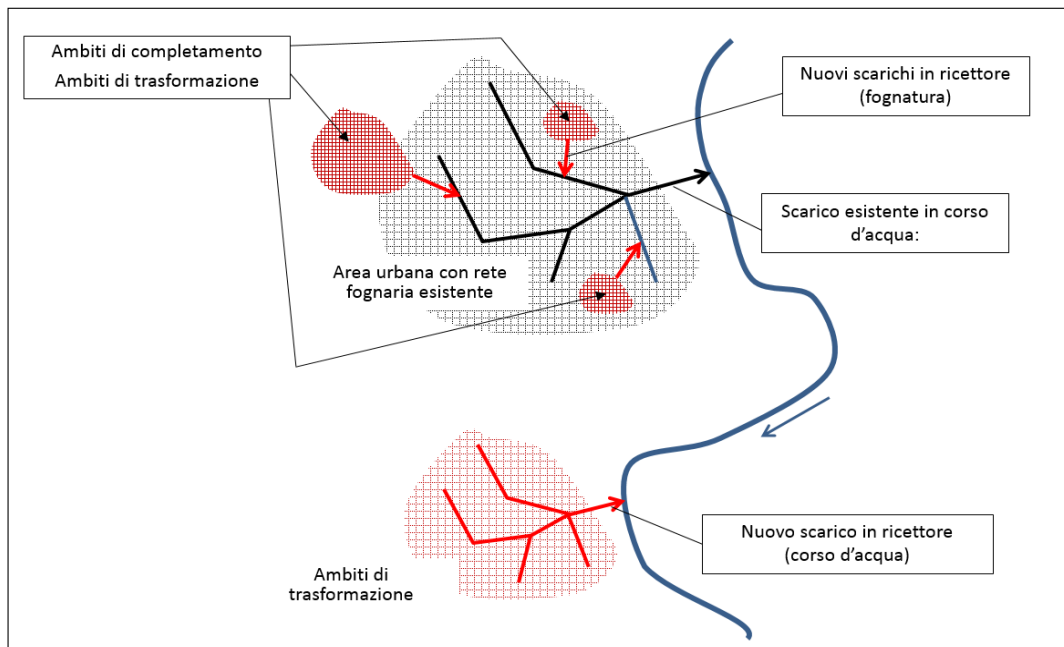 Ambiti di completamento
Ambiti di trasformazione
Nuovi scarichi in ricettore
(fognatura)
Scarico esistente in corso
d'acqua:
Area urbana con rete
fognaria esistente
Nuovo scarico in ricettore
(corso d'acqua)
Ambiti di
trasformazione